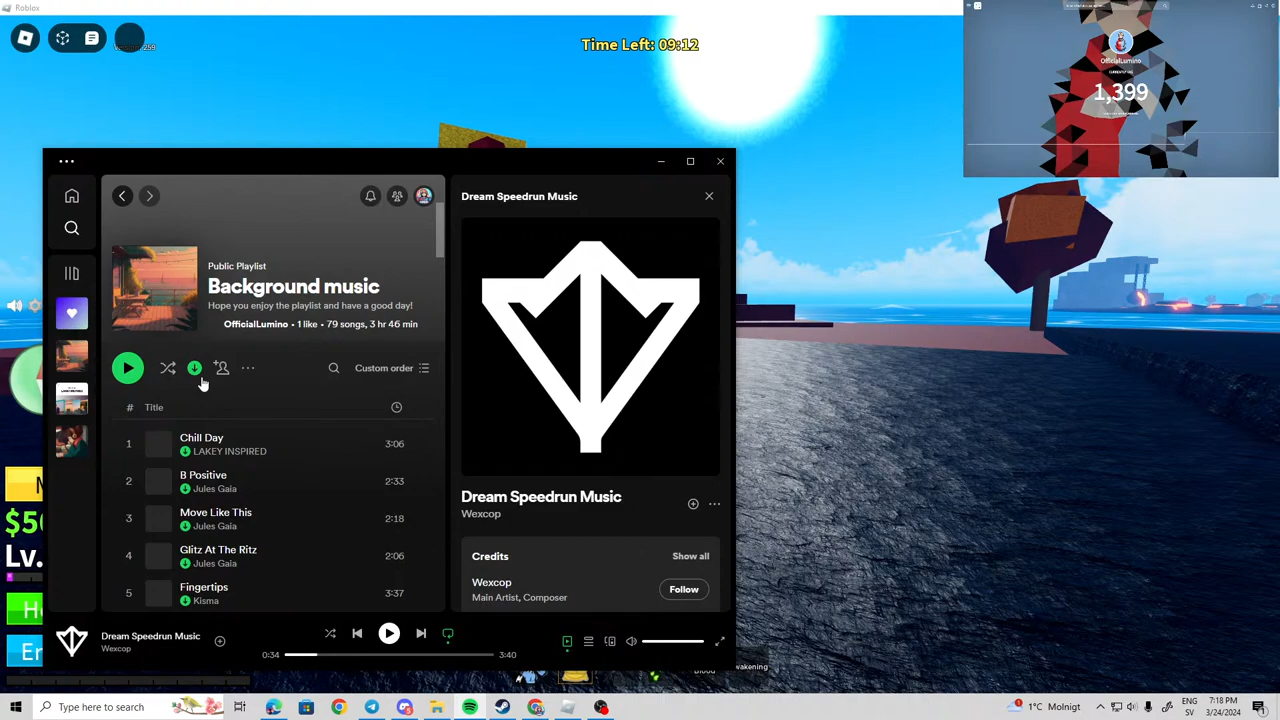 Roblox
Time Left: 09:12
OfficialLumino
1,399
Public Playlist
Background music
Hope you enjoy the playlist and have a good day!
OfficialLumino • 1 like • 79 songs, 3 hr 46 min
Custom order
# Title
1 Chill Day 3:06
LAKEY INSPIRED
2 B Positive 2:33
Jules Gaia
3 Move Like This 2:18
Jules Gaia
4 Glitz At The Ritz 2:06
Jules Gaia
5 Fingertips 3:37
Kisma
Dream Speedrun Music
Dream Speedrun Music
Wexcop
Credits Show all
Wexcop
Main Artist, Composer
Follow
Dream Speedrun Music
Wexcop
0:34 3:40
$50
Lv.
H
Er
Type here to search
1°C Molnigt
ENG
SV
7:18 PM
3/24/2024